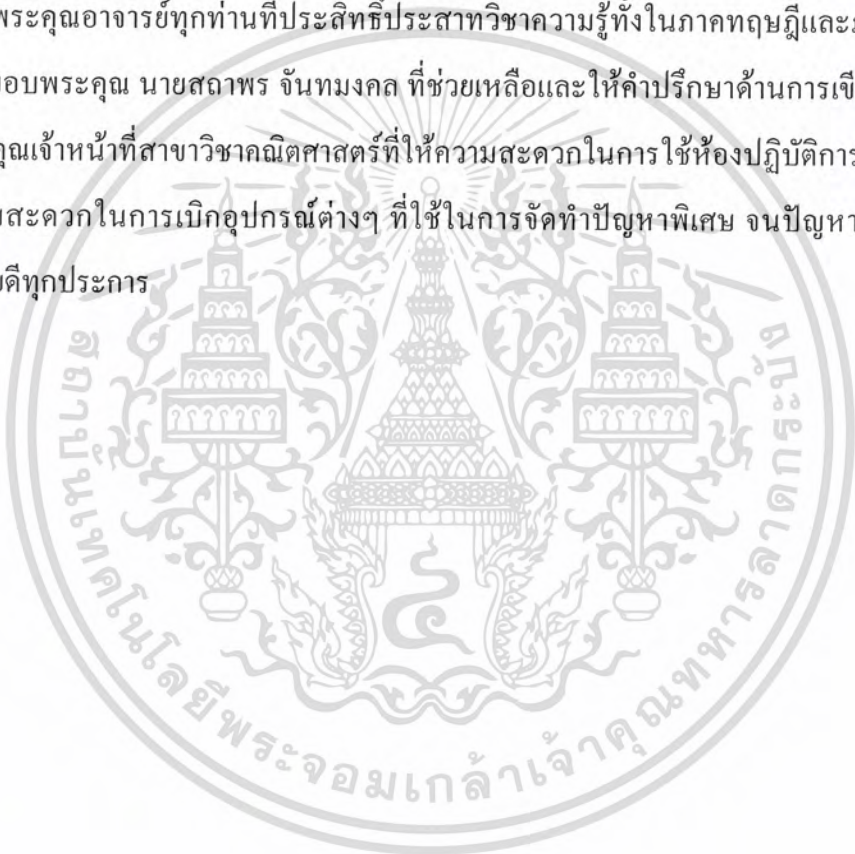 พระคุณอาจารย์ทุกท่านที่ประสิทธิ์ประสาทวิชาความรู้ทั้งในภาคทฤษฎีและ
อบพระคุณ นายสถาพร จันทมงคล ที่ช่วยเหลือและให้คำปรึกษาด้านการเขี
คุณเจ้าหน้าที่สาขาวิชาคณิตศาสตร์ที่ให้ความสะดวกในการใช้ห้องปฏิบัติการ
มสะดวกในการเบิกอุปกรณ์ต่างๆ ที่ใช้ในการจัดทำปัญหาพิเศษ จนปัญหา
ยดีทุกประการ
สถาบันเทคโนโลยีพระจอมเกล้าเจ้าคุณทหารลาดกระบัง